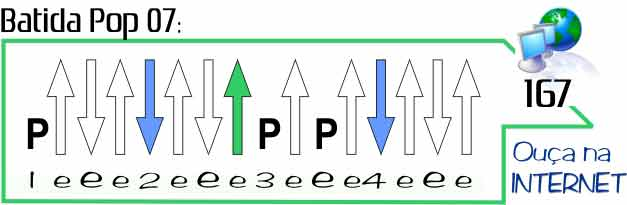 Batida Pop 07:
167
P P P
1 e e e 2 e e e 3 e e e 4 e e e
Ouça na
INTERNET